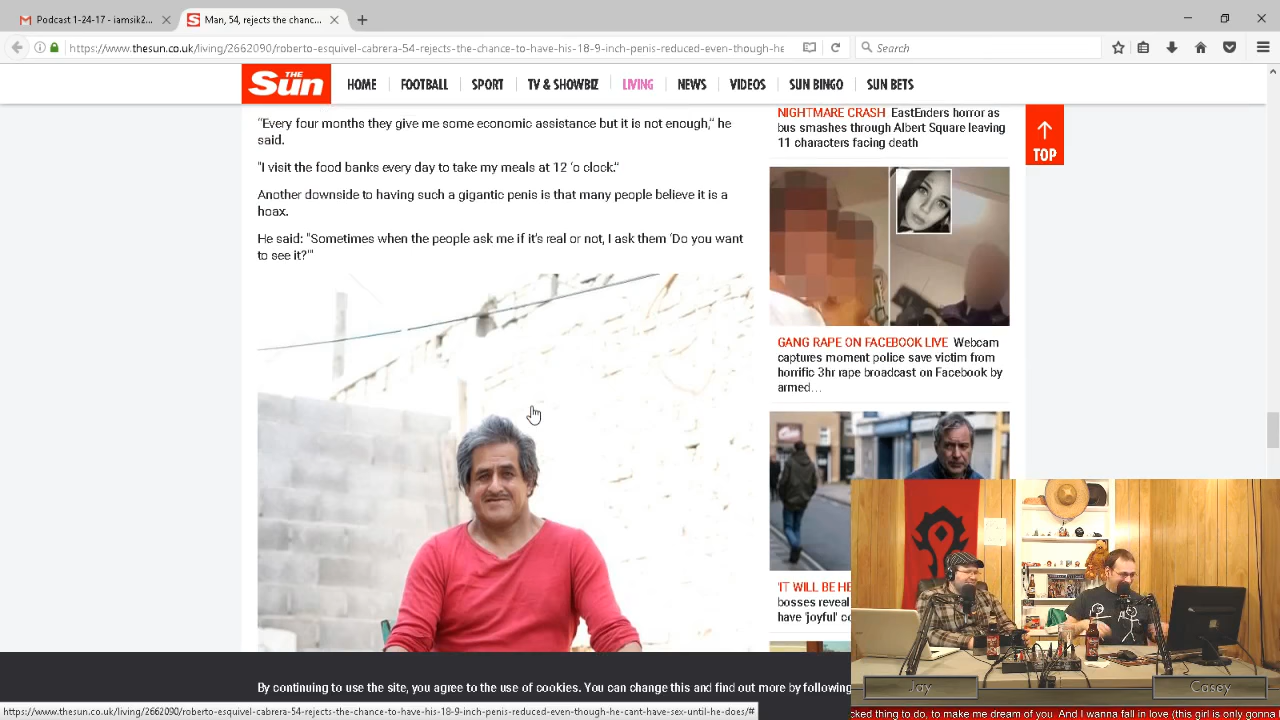 Podcast 1-24-17 - iamsik2...
Man, 54, rejects the chanc...
https://www.thesun.co.uk/living/2662090/roberto-esquivel-cabrera-54-rejects-the-chance-to-have-his-18-9-inch-penis-reduced-even-though-he
Search
THE Sun
HOME
FOOTBALL
SPORT
TV & SHOWBIZ
LIVING
NEWS
VIDEOS
SUN BINGO
SUN BETS
“Every four months they give me some economic assistance but it is not enough,” he
said.
“I visit the food banks every day to take my meals at 12 ‘o clock.”
Another downside to having such a gigantic penis is that many people believe it is a
hoax.
He said: “Sometimes when the people ask me if it’s real or not, I ask them ‘Do you want
to see it?’”
NIGHTMARE CRASH EastEnders horror as
bus smashes through Albert Square leaving
11 characters facing death
TOP
GANG RAPE ON FACEBOOK LIVE Webcam
captures moment police save victim from
horrific 3hr rape broadcast on Facebook by
armed…
'IT WILL BE HE
bosses reveal
have 'joyful' c
By continuing to use the site, you agree to the use of cookies. You can change this and find out more by following
https://www.thesun.co.uk/living/2662090/roberto-esquivel-cabrera-54-rejects-the-chance-to-have-his-18-9-inch-penis-reduced-even-though-he-cant-have-sex-until-he-does/#
Jay
Casey
cked thing to do, to make me dream of you. And I wanna fall in love (this girl is only gonna